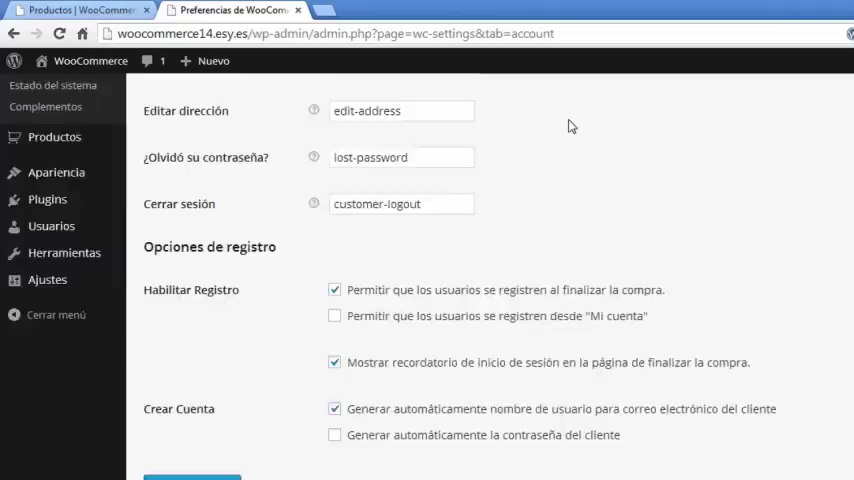 Productos | WooCommer
Preferencias de WooCom
woocommerce14.esy.es/wp-admin/admin.php?page=wc-settings&tab=account
WooCommerce
1
Nuevo
Estado del sistema
Complementos
Productos
Apariencia
Plugins
Usuarios
Herramientas
Ajustes
Cerrar menú
Editar dirección
edit-address
¿Olvidó su contraseña?
lost-password
Cerrar sesión
customer-logout
Opciones de registro
Habilitar Registro
Permitir que los usuarios se registren al finalizar la compra.
Permitir que los usuarios se registren desde "Mi cuenta"
Mostrar recordatorio de inicio de sesión en la página de finalizar la compra.
Crear Cuenta
Generar automáticamente nombre de usuario para correo electrónico del cliente
Generar automáticamente la contraseña del cliente